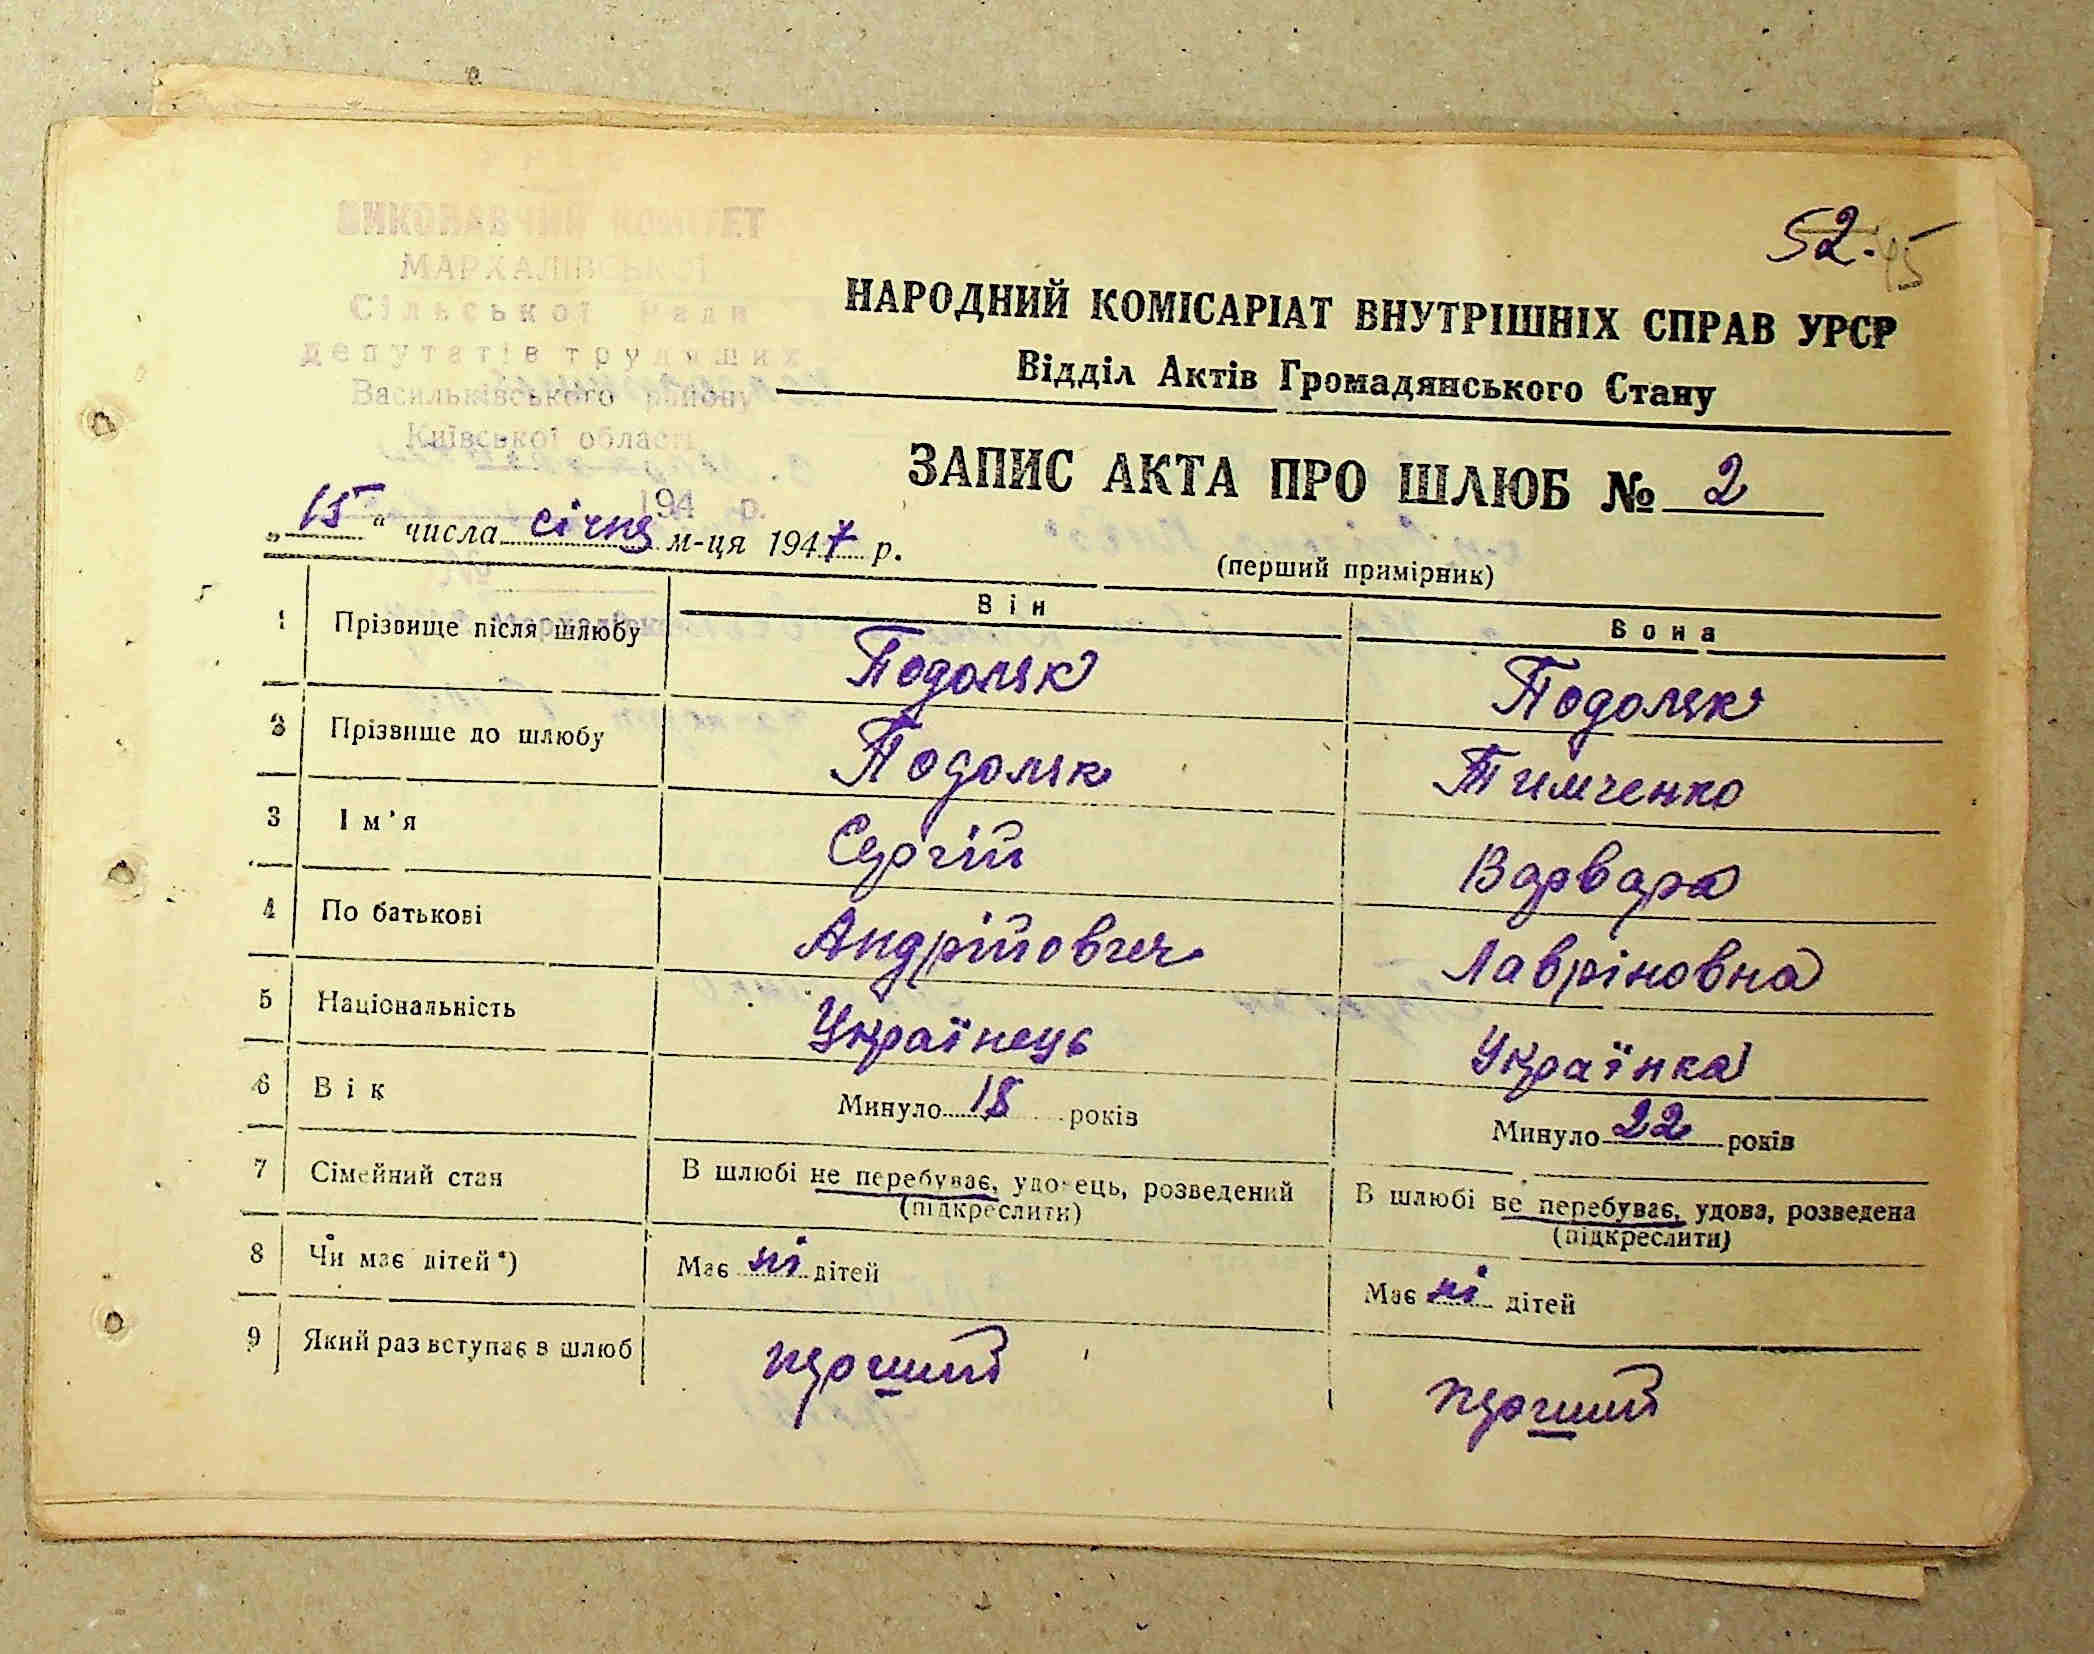 52.
45
ВИКОНАВЧИЙ КОМІТЕТ
МАРХАЛІВСЬКОЇ
Сільської Ради
депутатів трудящих
Васильківського району
Київської області
194 р.
НАРОДНИЙ КОМІСАРІАТ ВНУТРІШНІХ СПРАВ УРСР
Відділ Актів Громадянського Стану
ЗАПИС АКТА ПРО ШЛЮБ № 2
„15“ числа січня м-ця 1947 р.
(перший примірник)
Він Вона
1 Прізвище після шлюбу Подоляк Подоляк
2 Прізвище до шлюбу Подоляк Тимченко
3 Ім'я Сергій Варвара
4 По батькові Андрійович Лавріновна
5 Національність Українець Українка
6 Вік Минуло 18 років Минуло 22 років
7 Сімейний стан В шлюбі не перебуває, удовець, розведений В шлюбі не перебуває, удова, розведена
(підкреслити) (підкреслити)
8 Чи має дітей*) Має ні дітей Має ні дітей
9 Який раз вступає в шлюб перший перший